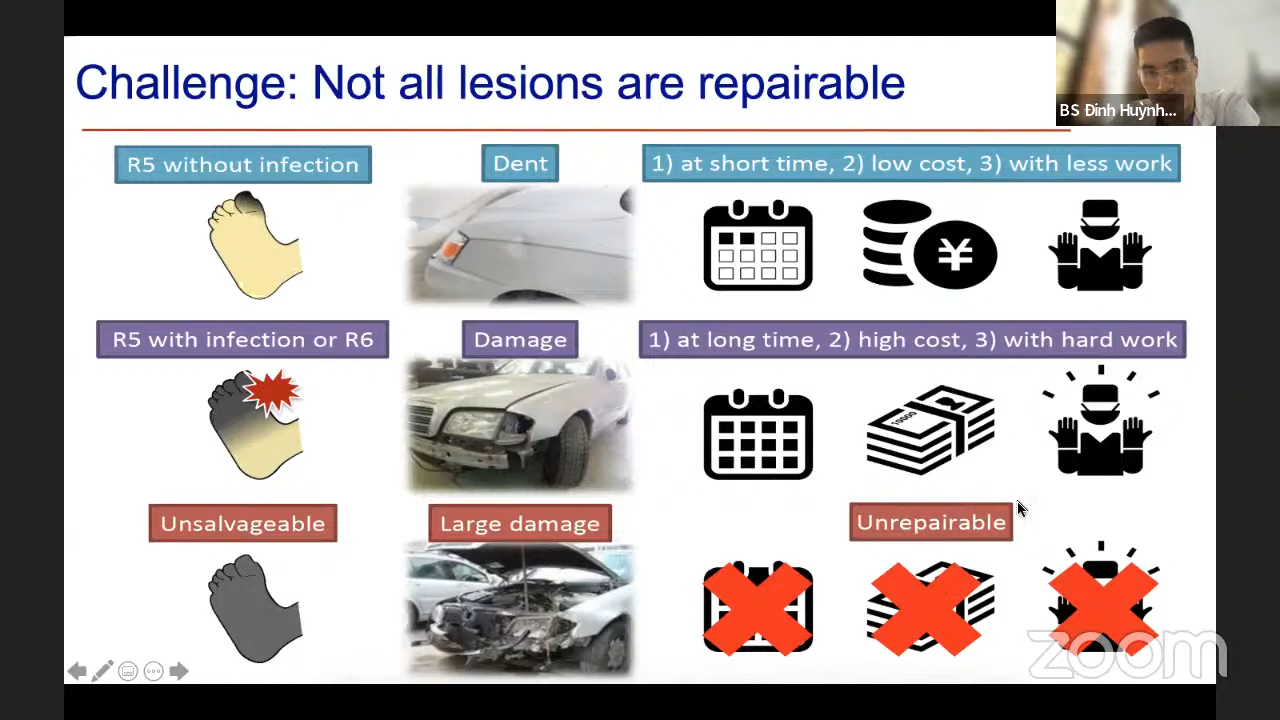 Challenge: Not all lesions are repairable
BS Đinh Huỳnh...
R5 without infection
Dent
1) at short time, 2) low cost, 3) with less work
¥
R5 with infection or R6
Damage
1) at long time, 2) high cost, 3) with hard work
10000
Unsalvageable
Large damage
Unrepairable
zoom